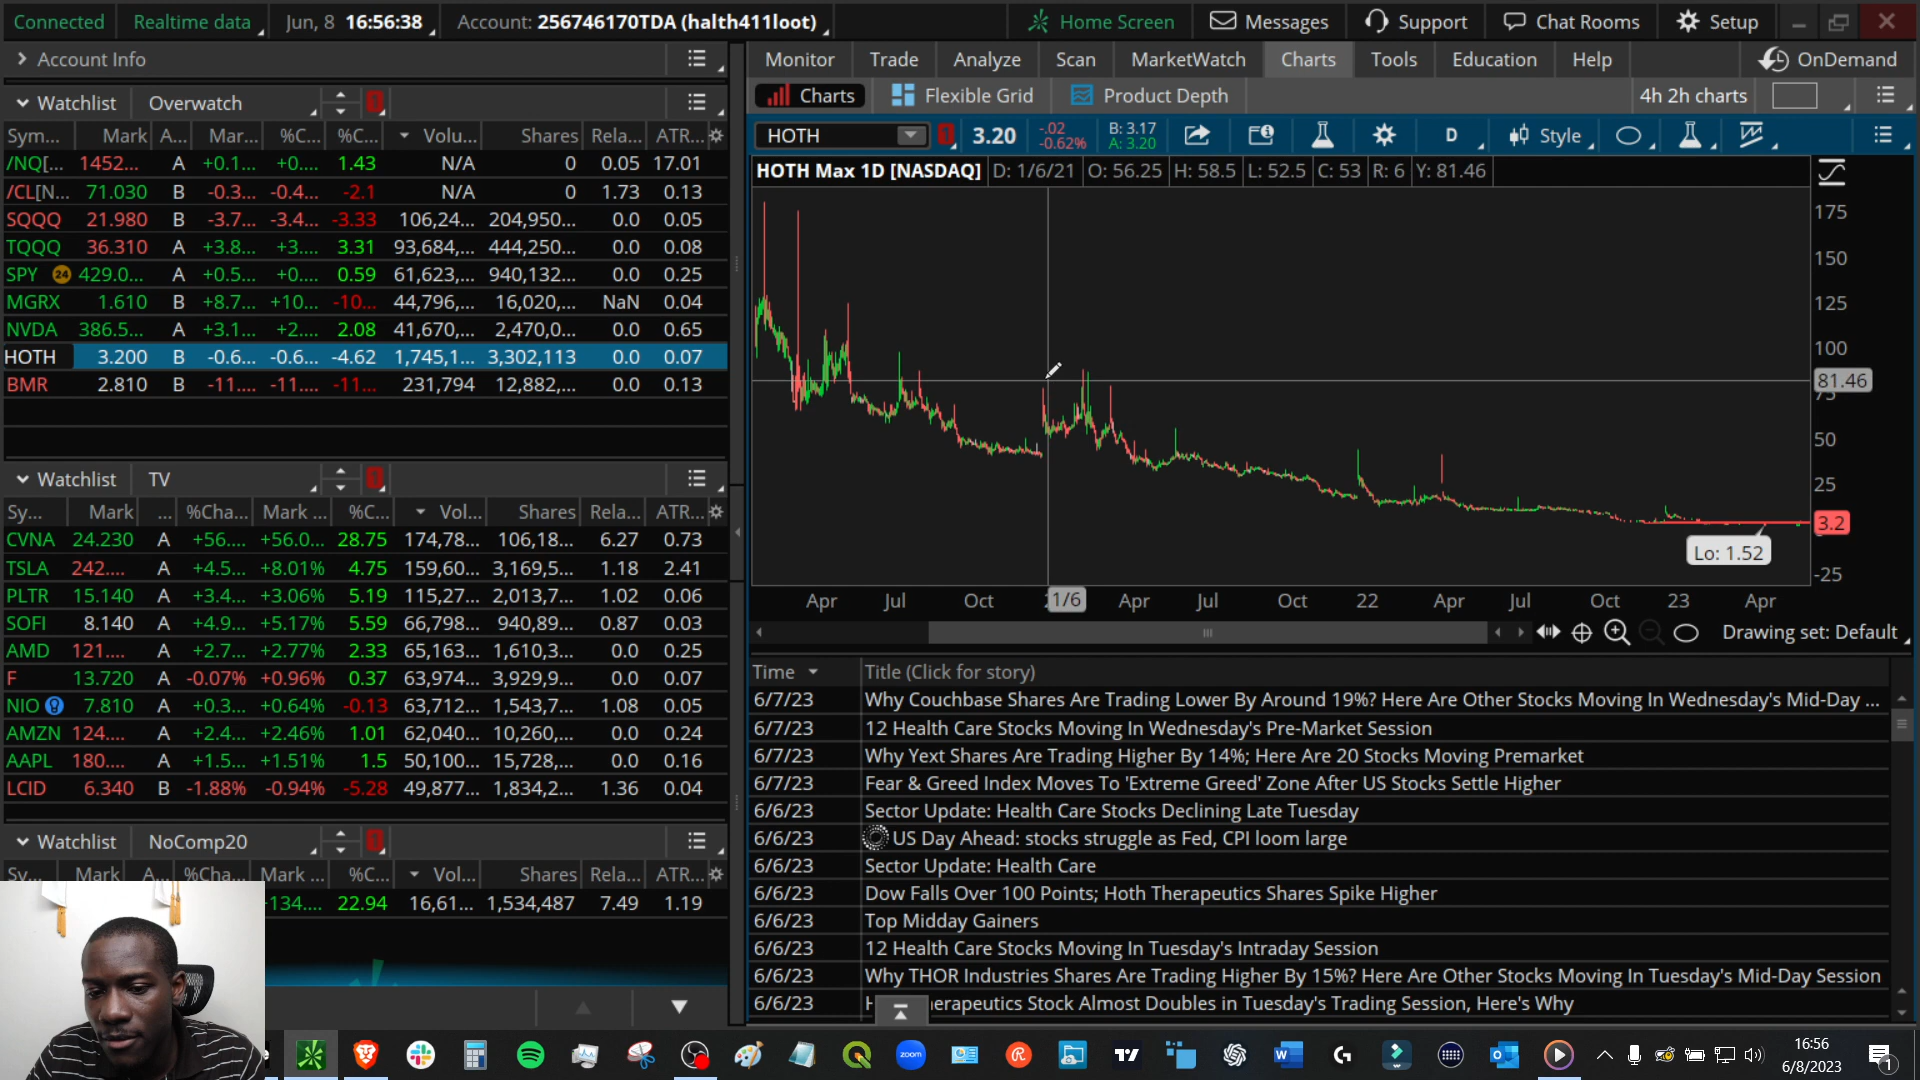 Connected Realtime data Jun, 8 16:56:38 Account: 256746170TDA (halth411loot) Home Screen Messages Support Chat Rooms Setup
Account Info
Monitor Trade Analyze Scan MarketWatch Charts Tools Education Help OnDemand
Charts Flexible Grid Product Depth 4h 2h charts
Watchlist Overwatch
Sym... Mark A... Mar... %C... %C... Volu... Shares Rela... ATR...
/NQ[... 1452... A +0.1... +0.... 1.43 N/A 0 0.05 17.01
/CL[N... 71.030 B -0.3... -0.4... -2.1 N/A 0 1.73 0.13
SQQQ 21.980 B -3.7... -3.4... -3.33 106,24... 204,950... 0.0 0.05
TQQQ 36.310 A +3.8... +3.... 3.31 93,684,... 444,250... 0.0 0.08
SPY 24 429.0... A +0.5... +0.... 0.59 61,623,... 940,132... 0.0 0.25
MGRX 1.610 B +8.7... +10... -10... 44,796,... 16,020,... NaN 0.04
NVDA 386.5... A +3.1... +2.... 2.08 41,670,... 2,470,0... 0.0 0.65
HOTH 3.200 B -0.6... -0.6... -4.62 1,745,1... 3,302,113 0.0 0.07
BMR 2.810 B -11.... -11.... -11... 231,794 12,882,... 0.0 0.13
HOTH 3.20 -.02 -0.62% B: 3.17 A: 3.20 D Style
HOTH Max 1D [NASDAQ] D: 1/6/21 O: 56.25 H: 58.5 L: 52.5 C: 53 R: 6 Y: 81.46
175
150
125
100
81.46
75
50
25
3.2
Lo: 1.52
-25
Apr Jul Oct 1/6 Apr Jul Oct 22 Apr Jul Oct 23 Apr
Drawing set: Default
Watchlist TV
Sy... Mark ... %Cha... Mark ... %C... Vol... Shares Rela... ATR...
CVNA 24.230 A +56.... +56.0... 28.75 174,78... 106,18... 6.27 0.73
TSLA 242.... A +4.5... +8.01% 4.75 159,60... 3,169,5... 1.18 2.41
PLTR 15.140 A +3.4... +3.06% 5.19 115,27... 2,013,7... 1.02 0.06
SOFI 8.140 A +4.9... +5.17% 5.59 66,798... 940,89... 0.87 0.03
AMD 121.... A +2.7... +2.77% 2.33 65,163... 1,610,3... 0.0 0.25
F 13.720 A -0.07% +0.96% 0.37 63,974... 3,929,9... 0.0 0.07
NIO 7.810 A +0.3... +0.64% -0.13 63,712... 1,543,7... 1.08 0.05
AMZN 124.... A +2.4... +2.46% 1.01 62,040... 10,260,... 0.0 0.24
AAPL 180.... A +1.5... +1.51% 1.5 50,100... 15,728,... 0.0 0.16
LCID 6.340 B -1.88% -0.94% -5.28 49,877... 1,834,2... 1.36 0.04
Watchlist NoComp20
Sy... Mark A... %Cha... Mark ... %C... Vol... Shares Rela... ATR...
+134.... 22.94 16,61... 1,534,487 7.49 1.19
Time Title (Click for story)
6/7/23 Why Couchbase Shares Are Trading Lower By Around 19%? Here Are Other Stocks Moving In Wednesday's Mid-Day ...
6/7/23 12 Health Care Stocks Moving In Wednesday's Pre-Market Session
6/7/23 Why Yext Shares Are Trading Higher By 14%; Here Are 20 Stocks Moving Premarket
6/7/23 Fear & Greed Index Moves To 'Extreme Greed' Zone After US Stocks Settle Higher
6/6/23 Sector Update: Health Care Stocks Declining Late Tuesday
6/6/23 US Day Ahead: stocks struggle as Fed, CPI loom large
6/6/23 Sector Update: Health Care
6/6/23 Dow Falls Over 100 Points; Hoth Therapeutics Shares Spike Higher
6/6/23 Top Midday Gainers
6/6/23 12 Health Care Stocks Moving In Tuesday's Intraday Session
6/6/23 Why THOR Industries Shares Are Trading Higher By 15%? Here Are Other Stocks Moving In Tuesday's Mid-Day Session
6/6/23 erapeutics Stock Almost Doubles in Tuesday's Trading Session, Here's Why
zoom
16:56
6/8/2023
1